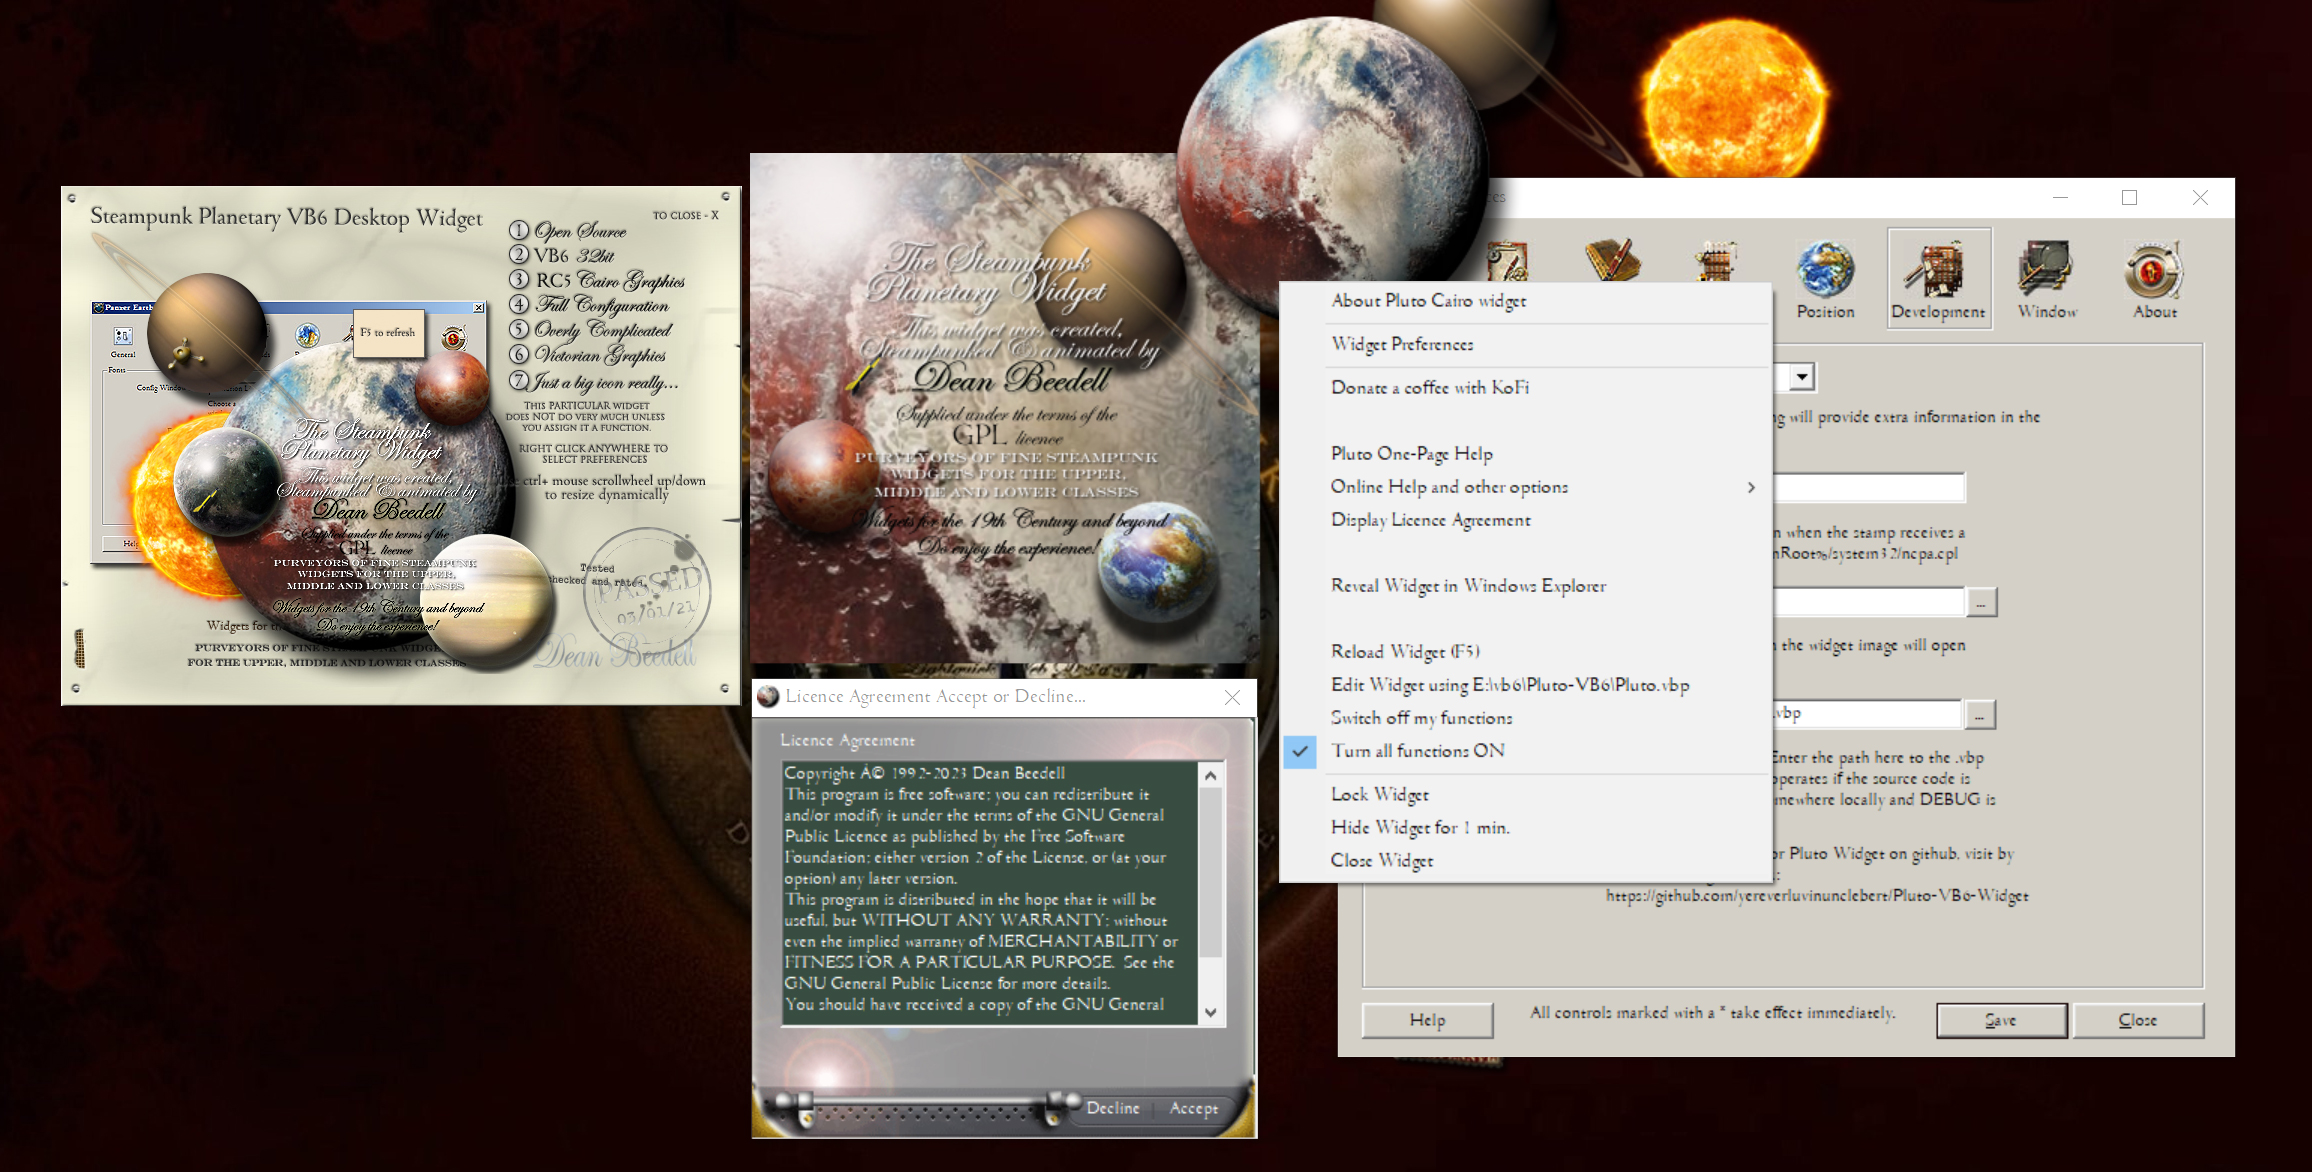 Steampunk Planetary VB6 Desktop Widget
TO CLOSE - X
1 Open Source
2 VB6 32bit
3 RC5 Cairo Graphics
4 Full Configuration
5 Overly Complicated
6 Victorian Graphics
7 Just a big icon really...
THIS PARTICULAR WIDGET
DOES NOT DO VERY MUCH UNLESS
YOU ASSIGN IT A FUNCTION.
RIGHT CLICK ANYWHERE TO
SELECT PREFERENCES
ctrl+ mouse scrollwheel up/down
to resize dynamically
Panzer Earth
F5 to refresh
General
Fonts
The Steampunk
Planetary Widget
This widget was created,
Steampunked & animated by
Dean Beedell
Supplied under the terms of the
GPL licence
PURVEYORS OF FINE STEAMPUNK
WIDGETS FOR THE UPPER,
MIDDLE AND LOWER CLASSES
Widgets for the 19th Century and beyond
Do enjoy the experience!
Widgets for
PURVEYORS OF FINE
FOR THE UPPER, MIDDLE AND LOWER CLASSES
Tested
checked and rated.
PASSED
03/01/21
Dean Beedell
The Steampunk
Planetary Widget
This widget was created,
Steampunked & animated by
Dean Beedell
Supplied under the terms of the
GPL licence
PURVEYORS OF FINE STEAMPUNK
WIDGETS FOR THE UPPER,
MIDDLE AND LOWER CLASSES
Widgets for the 19th Century and beyond
Do enjoy the experience!
Licence Agreement Accept or Decline...
Licence Agreement
Copyright Â© 1992-2023 Dean Beedell
This program is free software; you can redistribute it
and/or modify it under the terms of the GNU General
Public Licence as published by the Free Software
Foundation; either version 2 of the License, or (at your
option) any later version.
This program is distributed in the hope that it will be
useful, but WITHOUT ANY WARRANTY; without
even the implied warranty of MERCHANTABILITY or
FITNESS FOR A PARTICULAR PURPOSE. See the
GNU General Public License for more details.
You should have received a copy of the GNU General
Decline
Accept
About Pluto Cairo widget
Widget Preferences
Donate a coffee with KoFi
Pluto One-Page Help
Online Help and other options
Display Licence Agreement
Reveal Widget in Windows Explorer
Reload Widget (F5)
Edit Widget using E:\vb6\Pluto-VB6\Pluto.vbp
Switch off my functions
Turn all functions ON
Lock Widget
Hide Widget for 1 min.
Close Widget
Position
Development
Window
About
will provide extra information in the
when the stamp receives a
Root%/system32/ncpa.cpl
...
the widget image will open
.vbp
...
Enter the path here to the .vbp
operates if the source code is
somewhere locally and DEBUG is
or Pluto Widget on github, visit by
https://github.com/yereverluvinunclebert/Pluto-VB6-Widget
Help
All controls marked with a * take effect immediately.
Save
Close